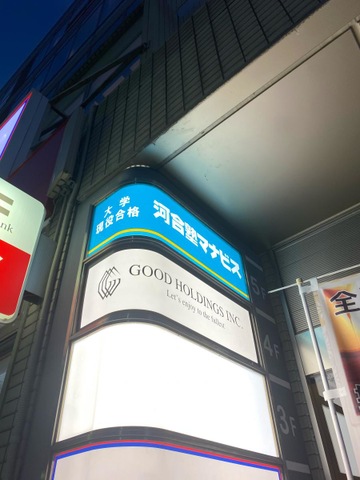 大学
現役合格
河合塾マナビス
GOOD HOLDINGS INC.
Let's enjoy to the fullest.
5F
4F
3F
全